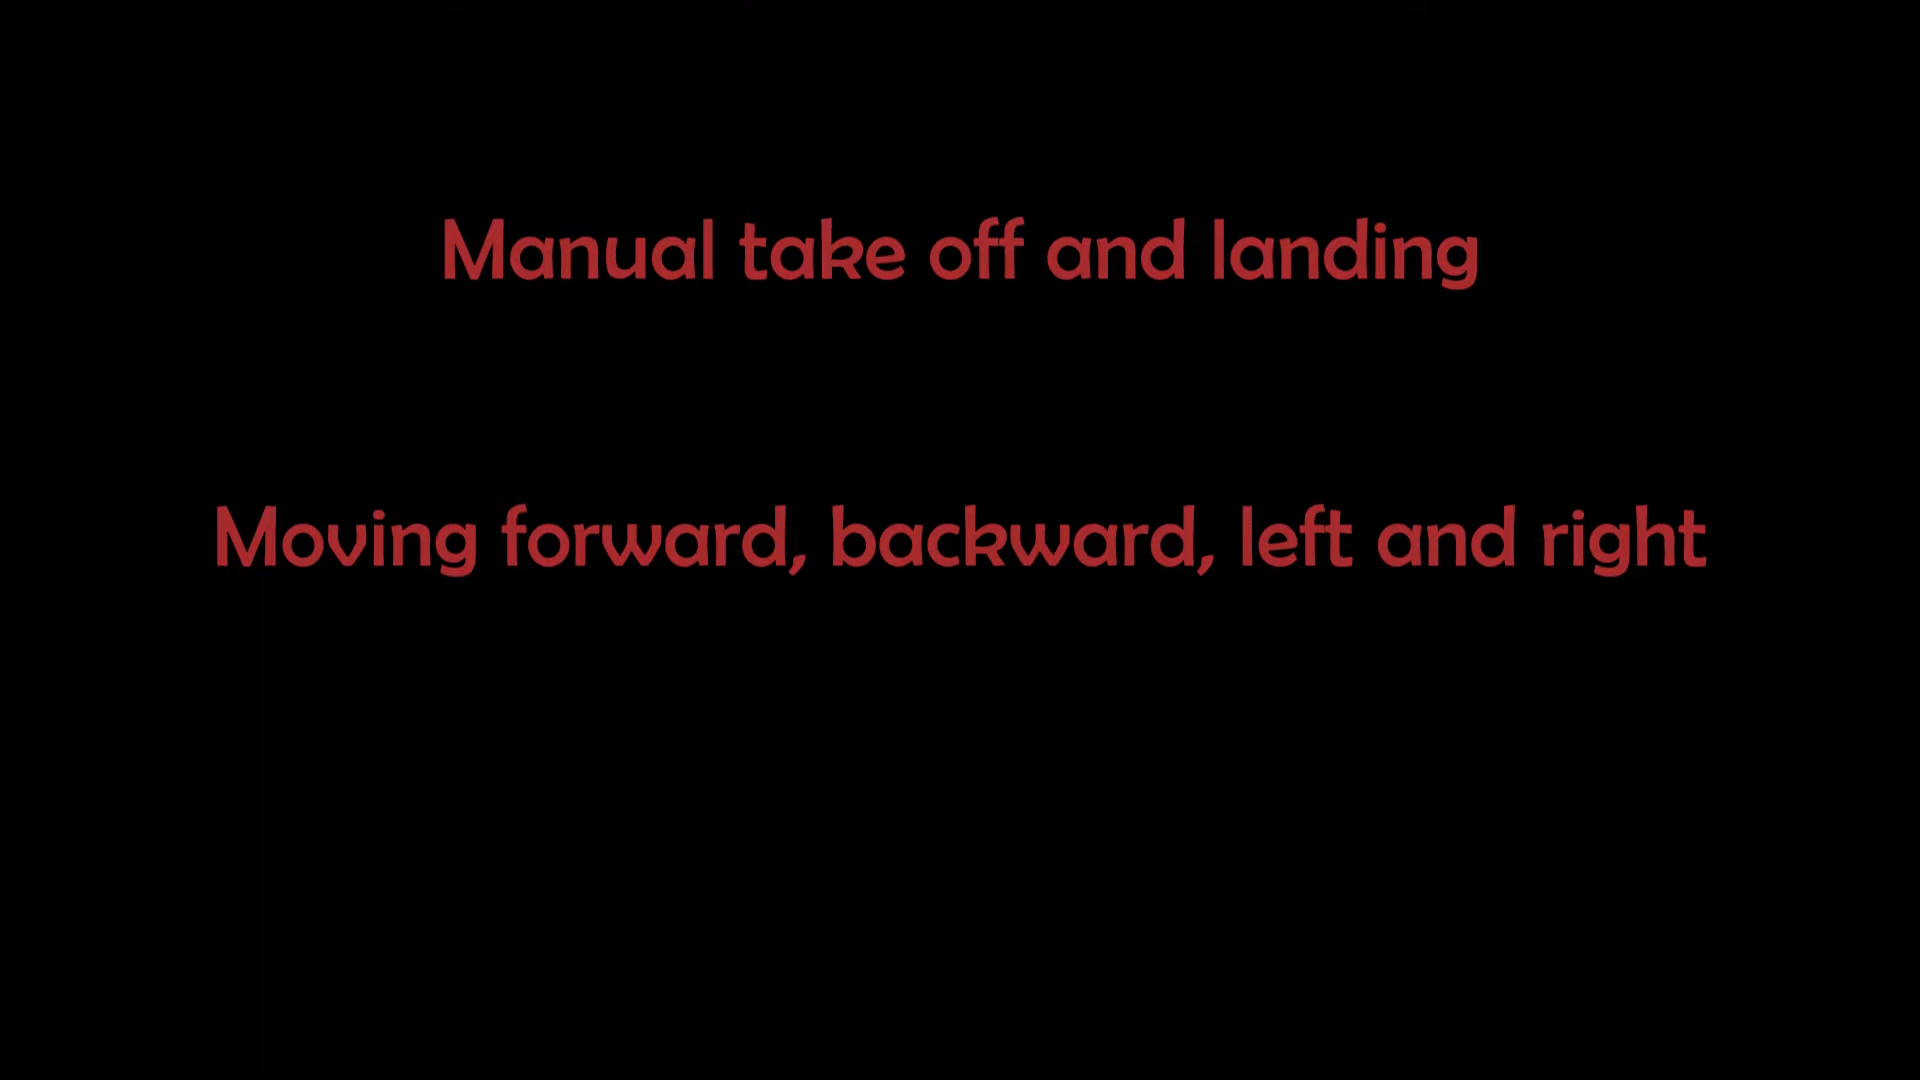 Manual take off and landing
Moving forward, backward, left and right